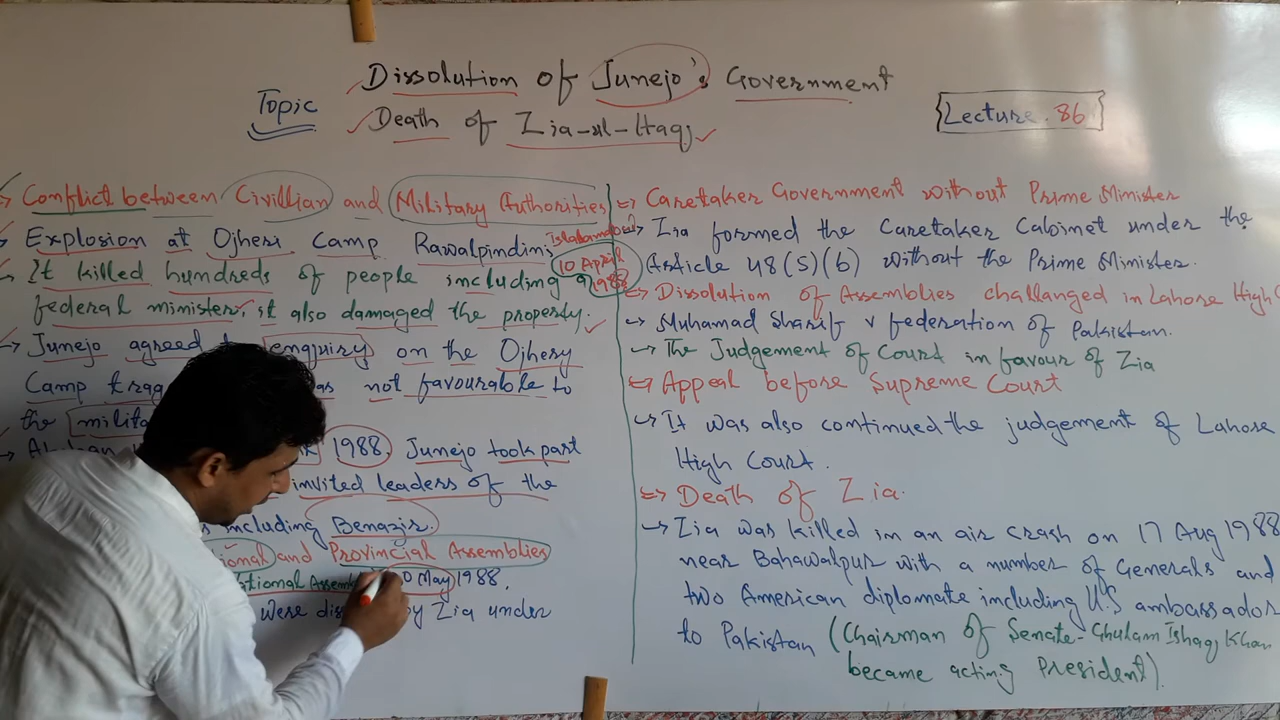 Topic
Dissolution of Junejo's Government
Death of Zia-ul-Haq
Lecture. 86
Conflict between Civillian and Military Authorities
Explosion at Ojheri Camp Rawalpindi
Islamabad
10 April
1988
It killed hundreds of people including a
federal minister. it also damaged the property.
Junejo agreed enquiry on the Ojhery
Camp not favourable to
the
1988 Junejo took part
invited leaders of the
including Benazir.
and Provincial Assemblies
May 1988.
were by Zia under
Caretaker Government without Prime Minister
Zia formed the Caretaker Cabinet under the
Article 48(5)(b) without the Prime Minister.
Dissolution of Assemblies challanged in Lahore High
Muhamad Sharif v federation of Pakistan.
The Judgement of Court in favour of Zia
Appeal before Supreme Court
It was also continued the judgement of Lahore
High Court.
Death of Zia.
Zia was killed in an air crash on 17 Aug 1988
near Bahawalpur with a number of Generals and
two American diplomate including U.S ambassador
to Pakistan (Chairman of Senate-Ghulam Ishaq Khan
became acting President).